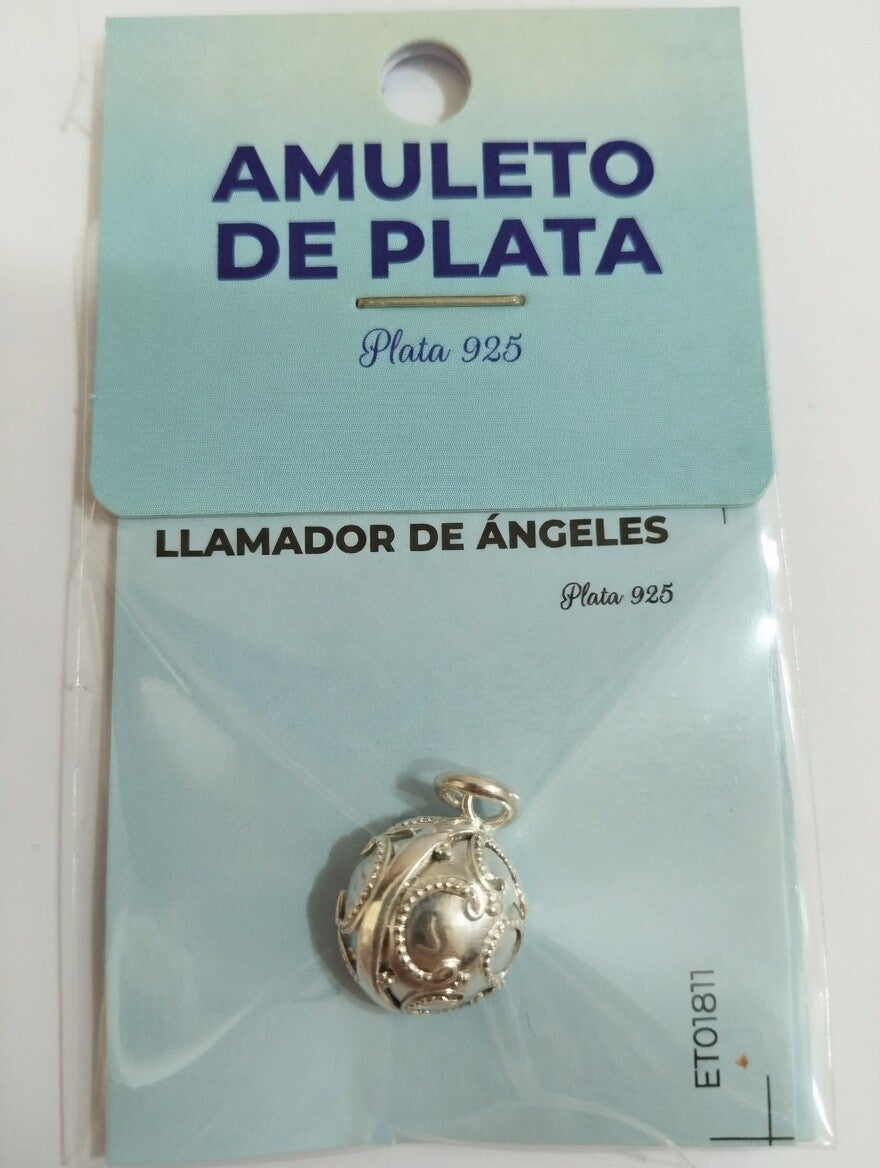 AMULETO
DE PLATA
Plata 925
LLAMADOR DE ÁNGELES
Plata 925
ET01811